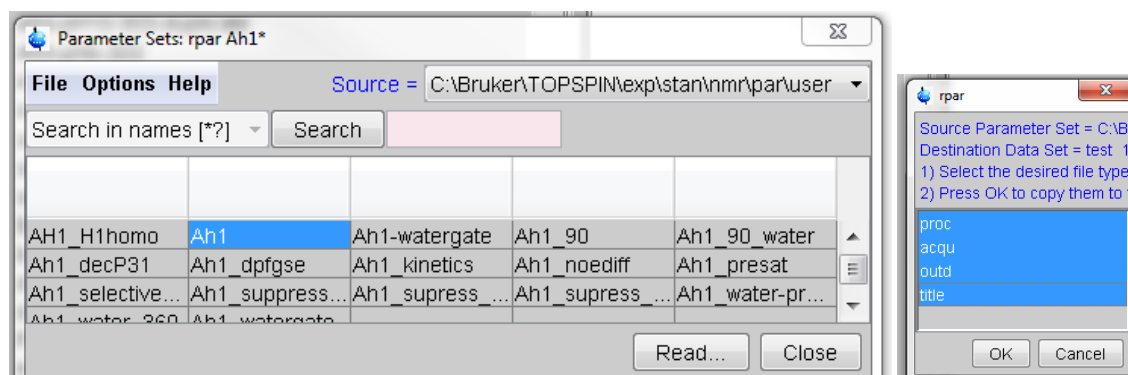 Parameter Sets: rpar Ah1*
File Options Help Source = C:\Bruker\TOPSPIN\exp\stan\nmr\par\user
Search in names [*?] Search
AH1_H1homo Ah1 Ah1-watergate Ah1_90 Ah1_90_water
Ah1_decP31 Ah1_dpfgse Ah1_kinetics Ah1_noediff Ah1_presat
Ah1_selective... Ah1_suppress... Ah1_supress_... Ah1_supress_... Ah1_water-pr...
Ah1_water_360 Ah1_watergate
Read... Close
rpar
Source Parameter Set = C:\B
Destination Data Set = test 1
1) Select the desired file type
2) Press OK to copy them to
proc
acqu
outd
title
OK Cancel